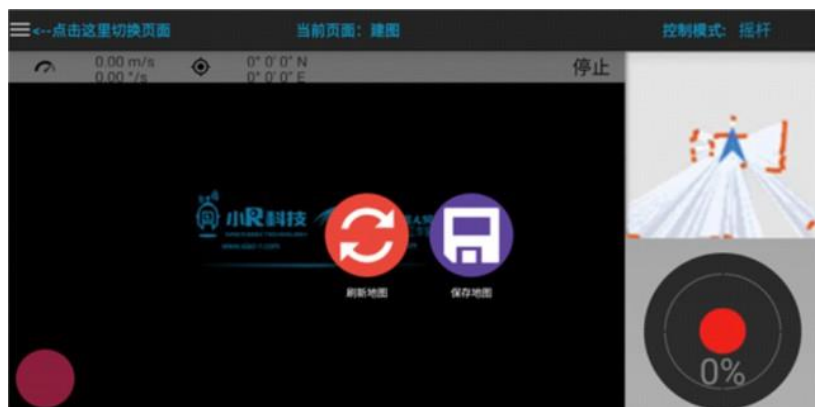 <--点击这里切换页面
当前页面：建图
控制模式： 摇杆
0.00 m/s
0.00 °/s
0° 0' 0" N
0° 0' 0" E
停止
小R科技
刷新地图
保存地图
0%